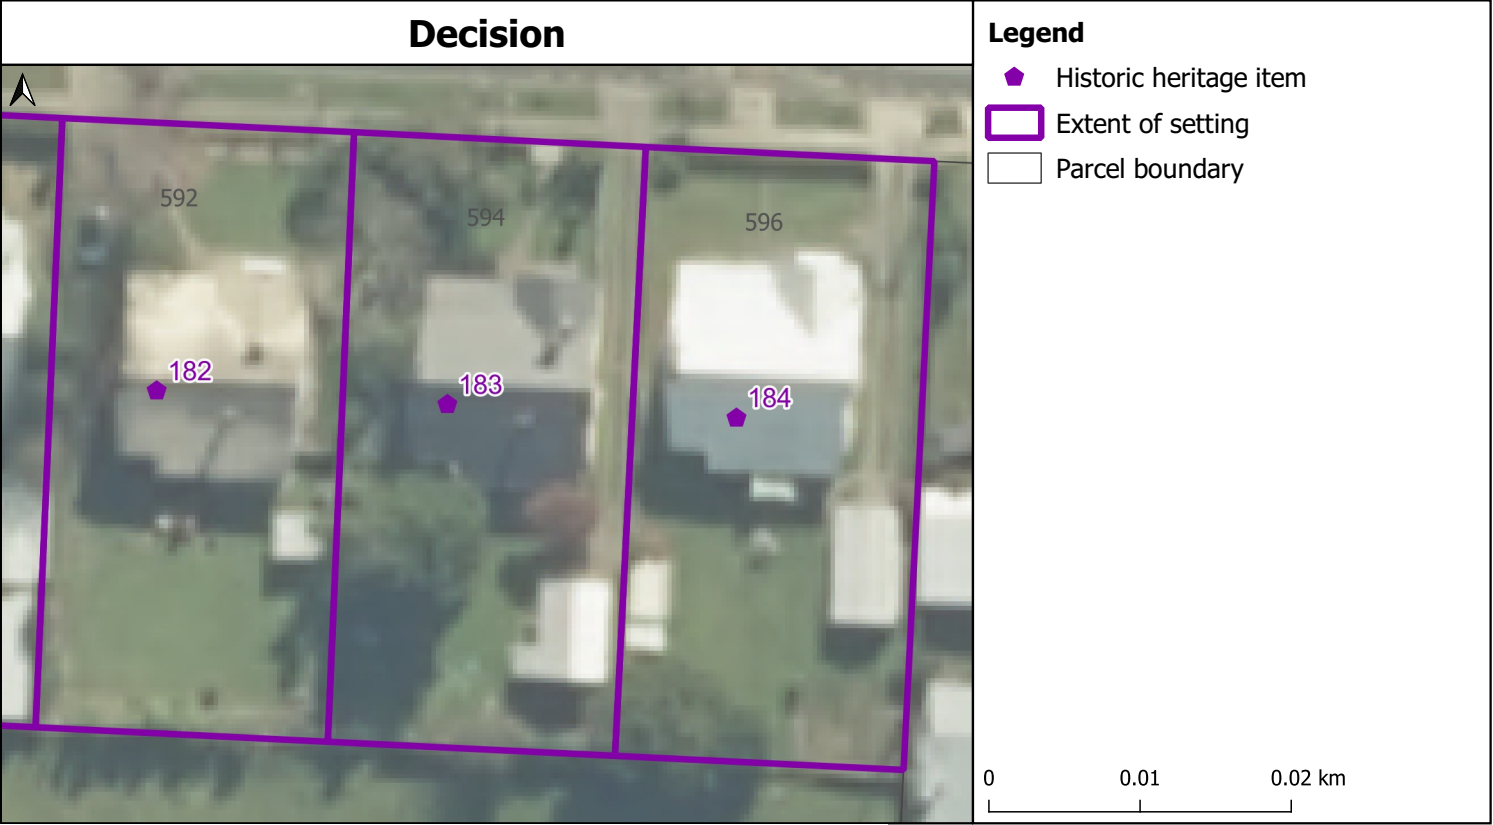 Decision
592
594
596
182
183
184
Legend
Historic heritage item
Extent of setting
Parcel boundary
0 0.01 0.02 km